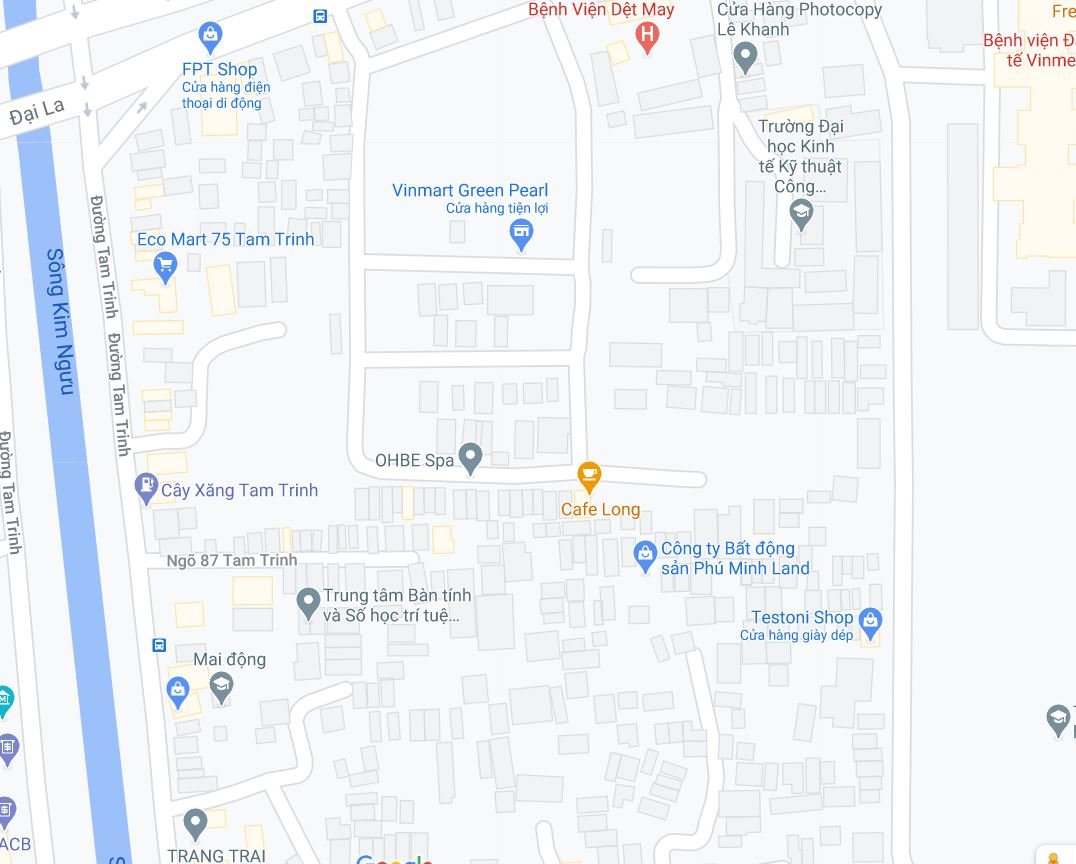 Bệnh Viện Dệt May
Cửa Hàng Photocopy
Lê Khanh
Fre
Bệnh viện Đ
tế Vinme
FPT Shop
Cửa hàng điện
thoại di động
Đại La
Trường Đại
học Kinh
tế Kỹ thuật
Công...
Vinmart Green Pearl
Cửa hàng tiện lợi
Eco Mart 75 Tam Trinh
Đường Tam Trinh
Đường Tam Trinh
Sông Kim Ngưu
Đường Tam Trinh
OHBE Spa
Cây Xăng Tam Trinh
Cafe Long
Ngõ 87 Tam Trinh
Công ty Bất động
sản Phú Minh Land
Trung tâm Bàn tính
và Số học trí tuệ...
Testoni Shop
Cửa hàng giày dép
Mai động
ACB
TRANG TRAI
Google